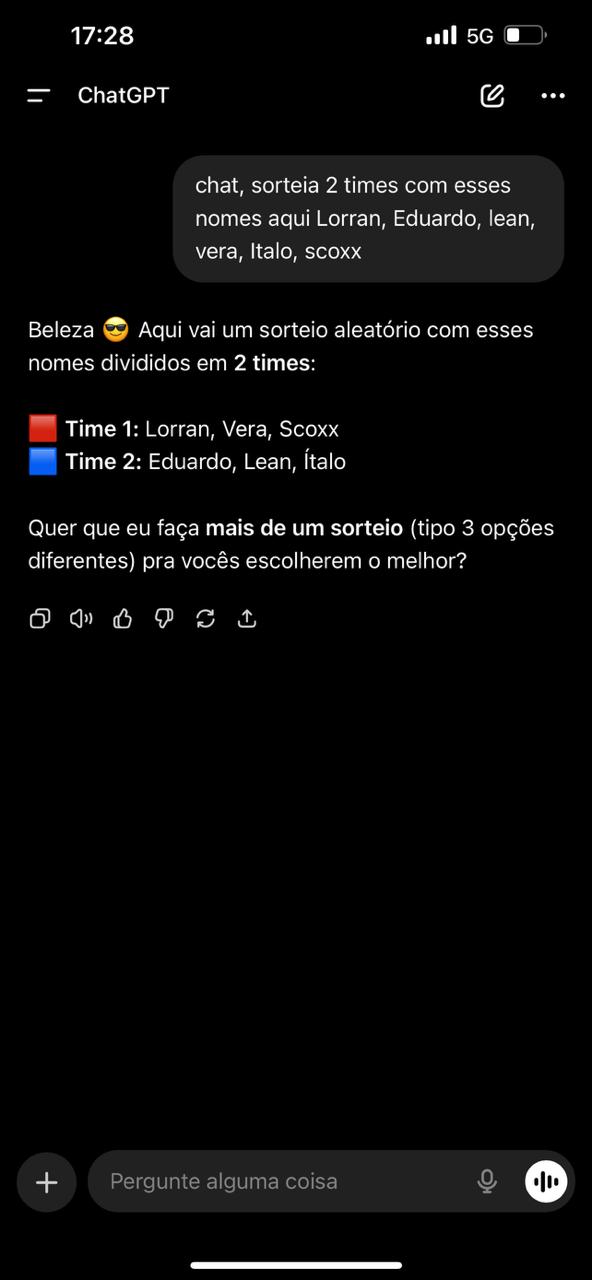 17:28
5G
ChatGPT
chat, sorteia 2 times com esses
nomes aqui Lorran, Eduardo, lean,
vera, Italo, scoxx
Beleza 😎 Aqui vai um sorteio aleatório com esses
nomes divididos em 2 times:
🟥 Time 1: Lorran, Vera, Scoxx
🟦 Time 2: Eduardo, Lean, Ítalo
Quer que eu faça mais de um sorteio (tipo 3 opções
diferentes) pra vocês escolherem o melhor?
Pergunte alguma coisa